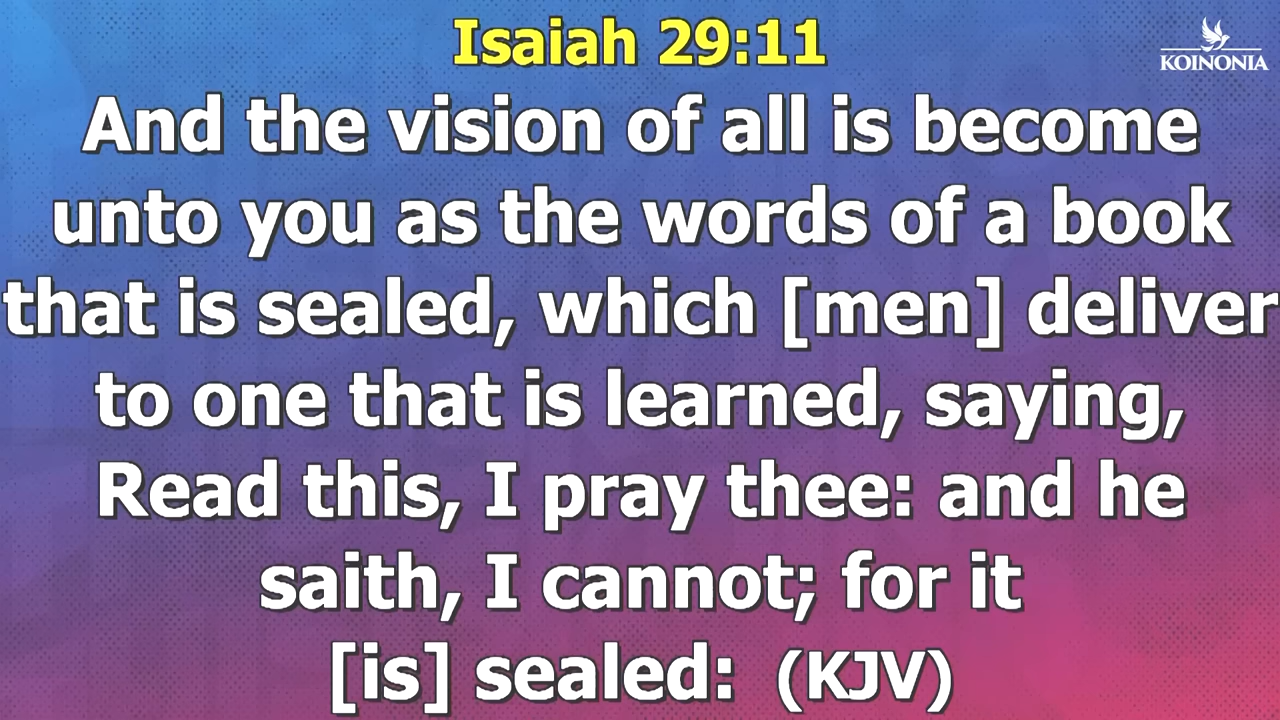 Isaiah 29:11
KOINONIA
And the vision of all is become
unto you as the words of a book
that is sealed, which [men] deliver
to one that is learned, saying,
Read this, I pray thee: and he
saith, I cannot; for it
[is] sealed: (KJV)